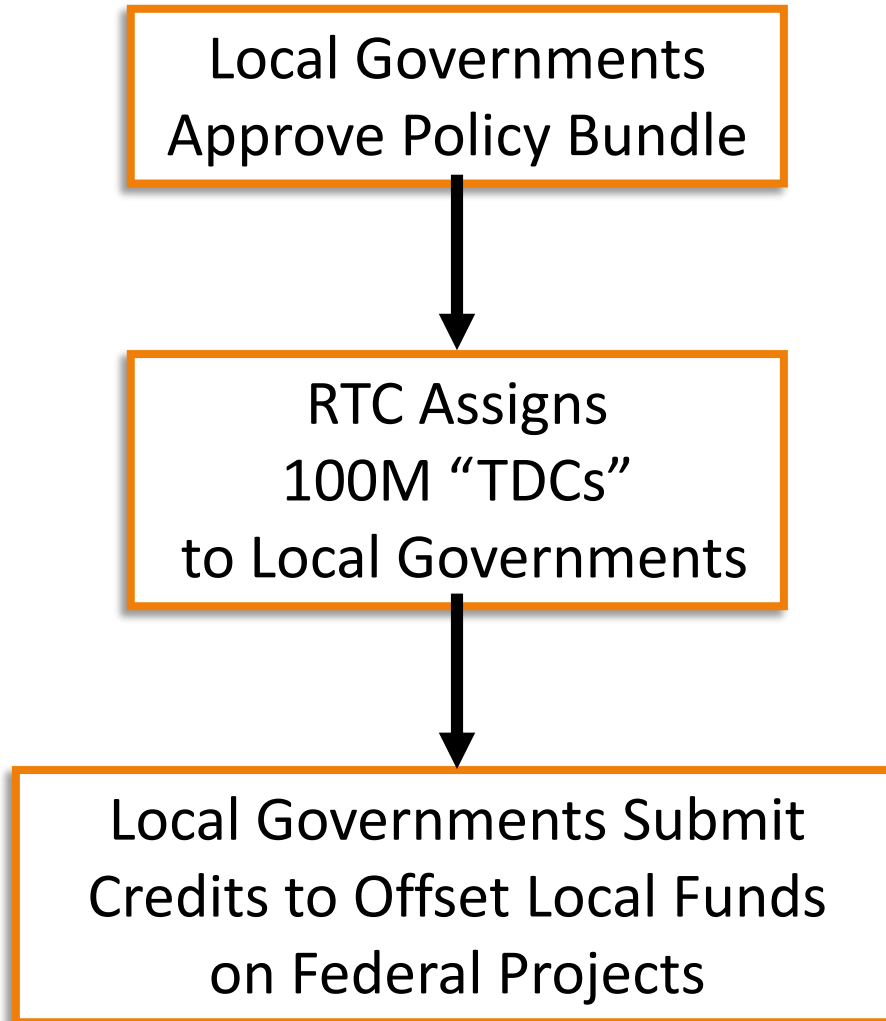 Local Governments
Approve Policy Bundle
RTC Assigns
100M “TDCs”
to Local Governments
Local Governments Submit
Credits to Offset Local Funds
on Federal Projects